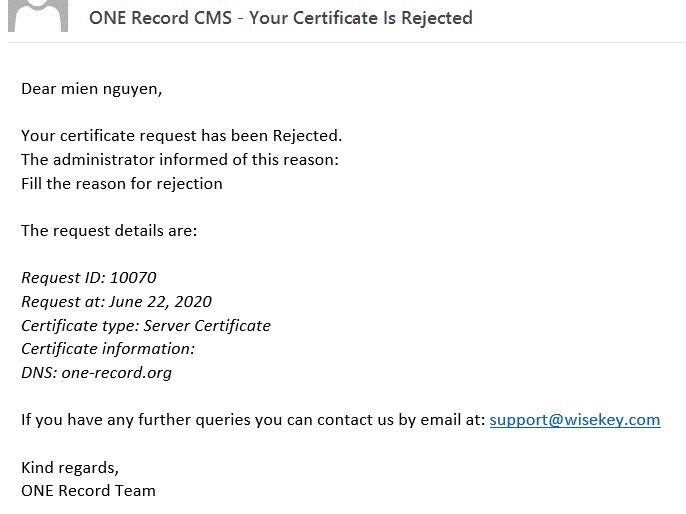 ONE Record CMS - Your Certificate Is Rejected
Dear mien nguyen,
Your certificate request has been Rejected.
The administrator informed of this reason:
Fill the reason for rejection
The request details are:
Request ID: 10070
Request at: June 22, 2020
Certificate type: Server Certificate
Certificate information:
DNS: one-record.org
If you have any further queries you can contact us by email at: support@wisekey.com
Kind regards,
ONE Record Team